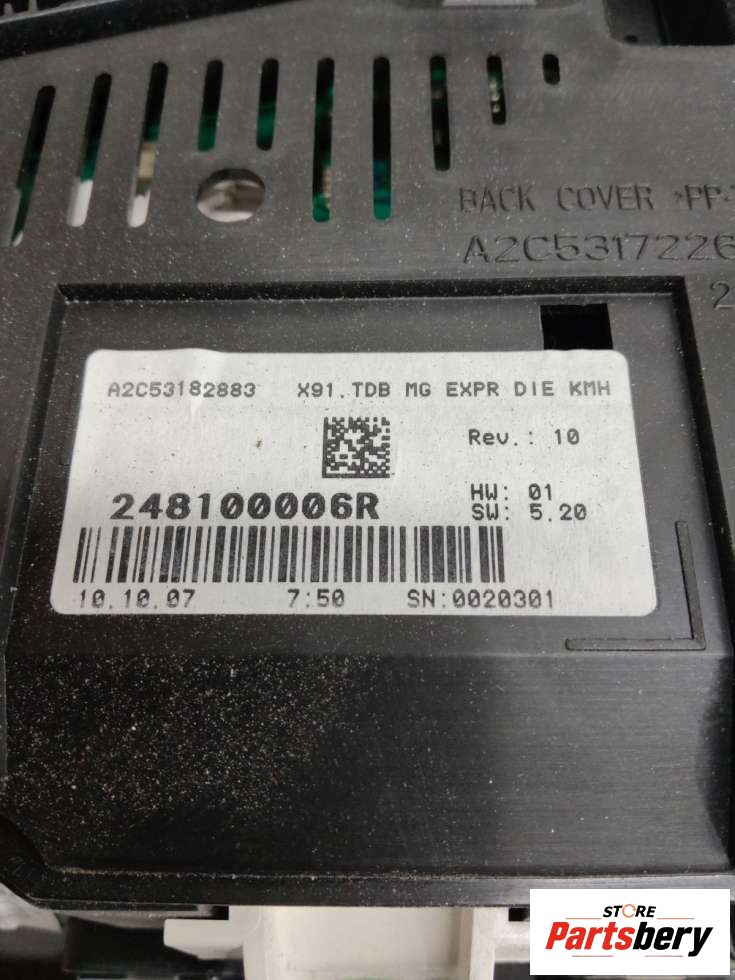 BACK COVER >PP-
A2C5317226
2
A2C53182883 X91.TDB MG EXPR DIE KMH
Rev.: 10
248100006R
HW: 01
SW: 5.20
10.10.07 7:50 SN:0020301
STORE
Partsbery